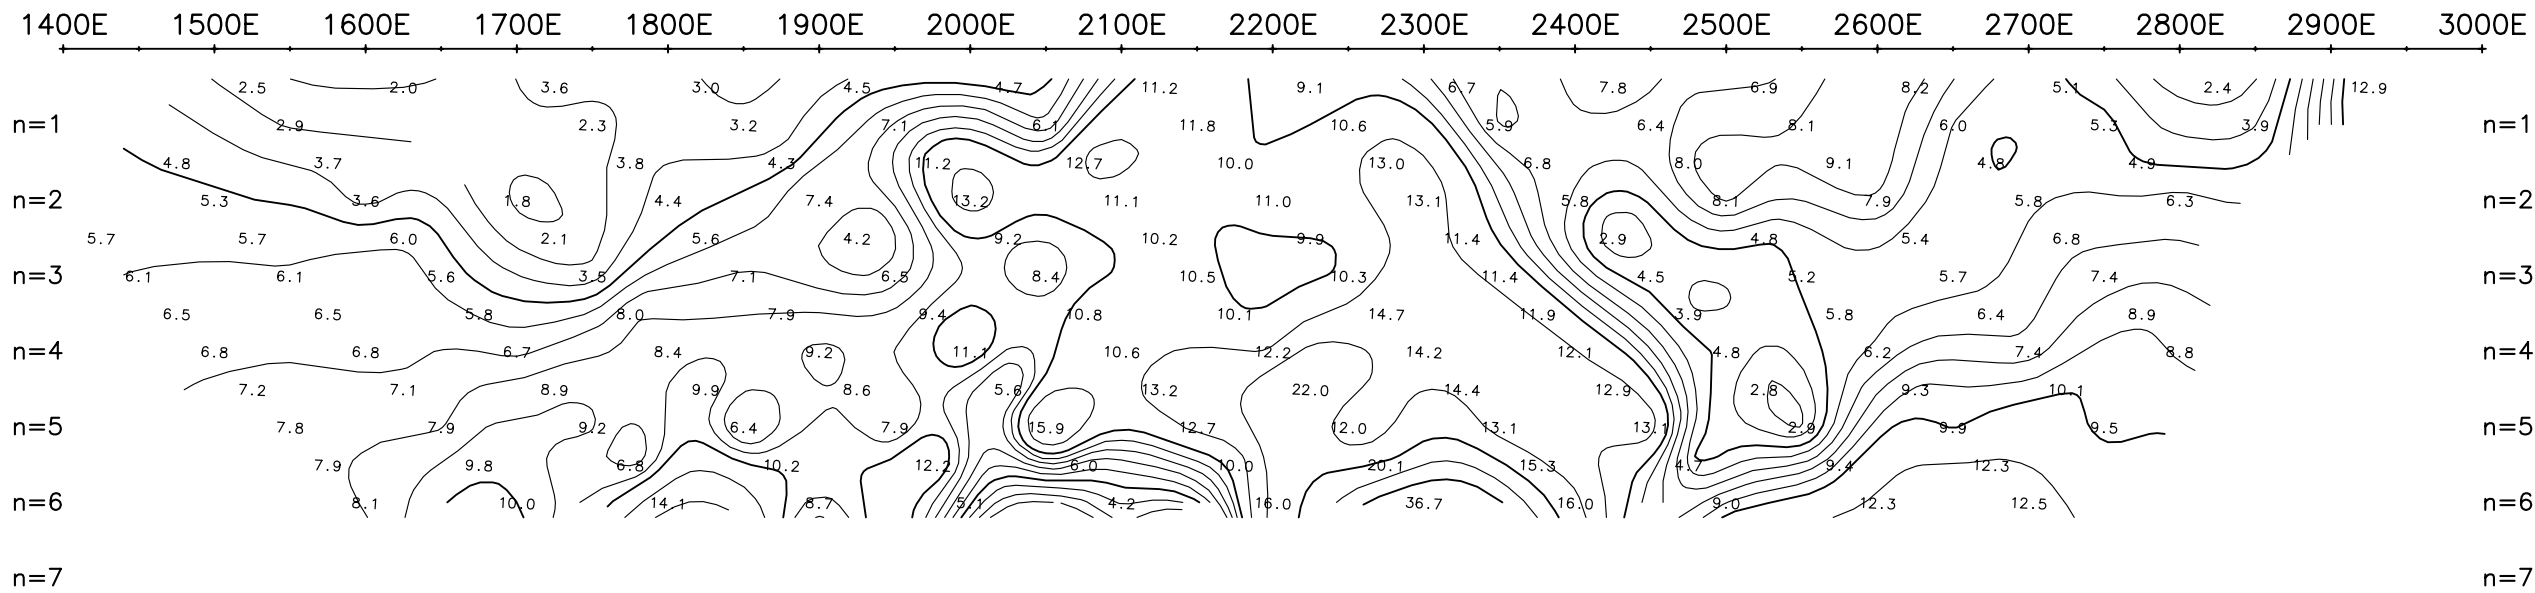 1400E 1500E 1600E 1700E 1800E 1900E 2000E 2100E 2200E 2300E 2400E 2500E 2600E 2700E 2800E 2900E 3000E
2.5 2.0 3.6 3.0 4.5 4.7 11.2 9.1 6.7 7.8 6.9 8.2 5.1 2.4 12.9
n=1 2.9 2.3 3.2 7.1 6.1 11.8 10.6 5.9 6.4 8.1 6.0 5.3 3.9 n=1
4.8 3.7 3.8 4.3 11.2 12.7 10.0 13.0 6.8 8.0 9.1 4.8 4.9
n=2 5.3 3.6 1.8 4.4 7.4 13.2 11.1 11.0 13.1 5.8 8.1 7.9 5.8 6.3 n=2
5.7 5.7 6.0 2.1 5.6 4.2 9.2 10.2 9.9 11.4 2.9 4.8 5.4 6.8
n=3 6.1 6.1 5.6 3.5 7.1 6.5 8.4 10.5 10.3 11.4 4.5 5.2 5.7 7.4 n=3
6.5 6.5 5.8 8.0 7.9 9.4 10.8 10.1 14.7 11.9 3.9 5.8 6.4 8.9
n=4 6.8 6.8 6.7 8.4 9.2 11.1 10.6 12.2 14.2 12.1 4.8 6.2 7.4 8.8 n=4
7.2 7.1 8.9 9.9 8.6 5.6 13.2 22.0 14.4 12.9 2.8 9.3 10.1
n=5 7.8 7.9 9.2 6.4 7.9 15.9 12.7 12.0 13.1 13.1 2.9 9.9 9.5 n=5
7.9 9.8 6.8 10.2 12.2 6.0 10.0 20.1 15.3 4.7 9.4 12.3
n=6 8.1 10.0 14.1 8.7 5.1 4.2 16.0 36.7 16.0 9.0 12.3 12.5 n=6
n=7 n=7